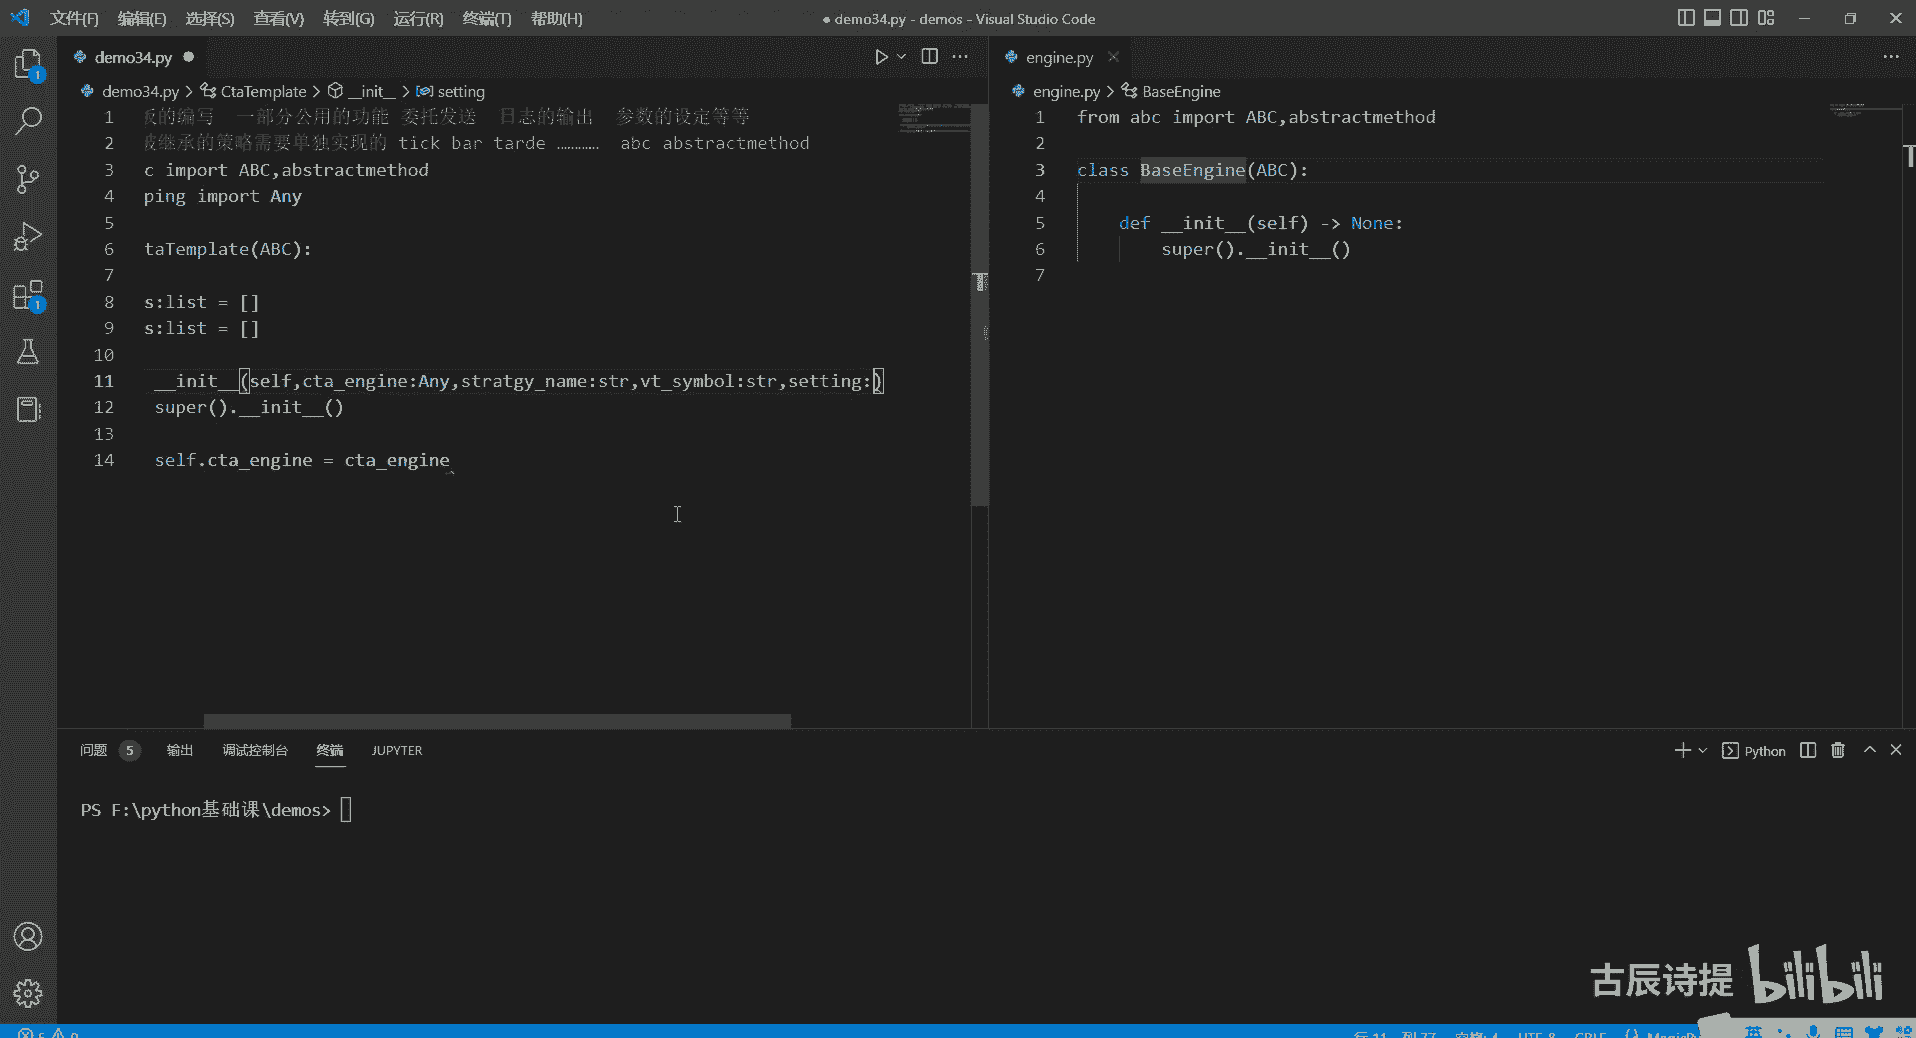 文件(F) 编辑(E) 选择(S) 查看(V) 转到(G) 运行(R) 终端(T) 帮助(H)
● demo34.py - demos - Visual Studio Code
demo34.py
demo34.py > CtaTemplate > __init__ > setting
1 的编写 一部分公用的功能 委托发送 日志的输出 参数的设定等等
2 继承的策略需要单独实现的 tick bar tarde ………… abc abstractmethod
3 c import ABC,abstractmethod
4 ping import Any
5
6 taTemplate(ABC):
7
8 s:list = []
9 s:list = []
10
11 __init__(self,cta_engine:Any,stratgy_name:str,vt_symbol:str,setting:)
12 super().__init__()
13
14 self.cta_engine = cta_engine
engine.py
engine.py > BaseEngine
1 from abc import ABC,abstractmethod
2
3 class BaseEngine(ABC):
4
5 def __init__(self) -> None:
6 super().__init__()
7
问题 5 输出 调试控制台 终端 JUPYTER
Python
PS F:\python基础课\demos>
古辰诗提 bilibili
1
1
英